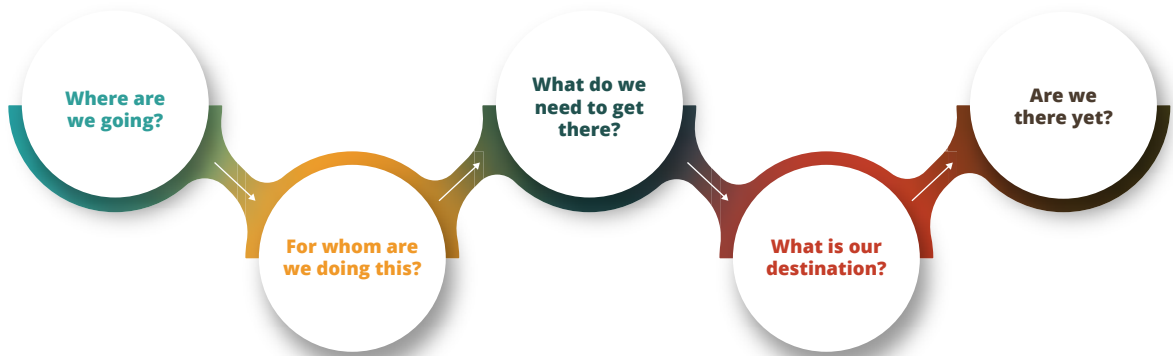 Where are
we going?
For whom are
we doing this?
What do we
need to get
there?
What is our
destination?
Are we
there yet?